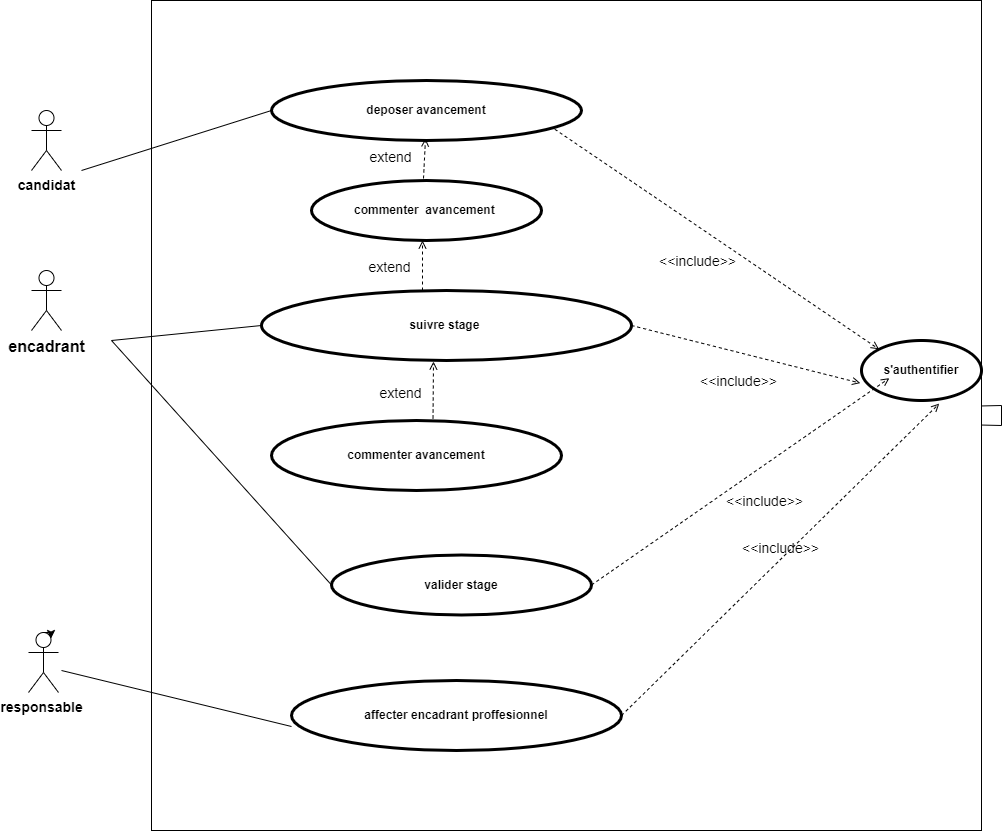 deposer avancement
extend
candidat
commenter avancement
<<include>>
extend
suivre stage
encadrant
s'authentifier
<<include>>
extend
commenter avancement
<<include>>
<<include>>
valider stage
responsable
affecter encadrant proffesionnel